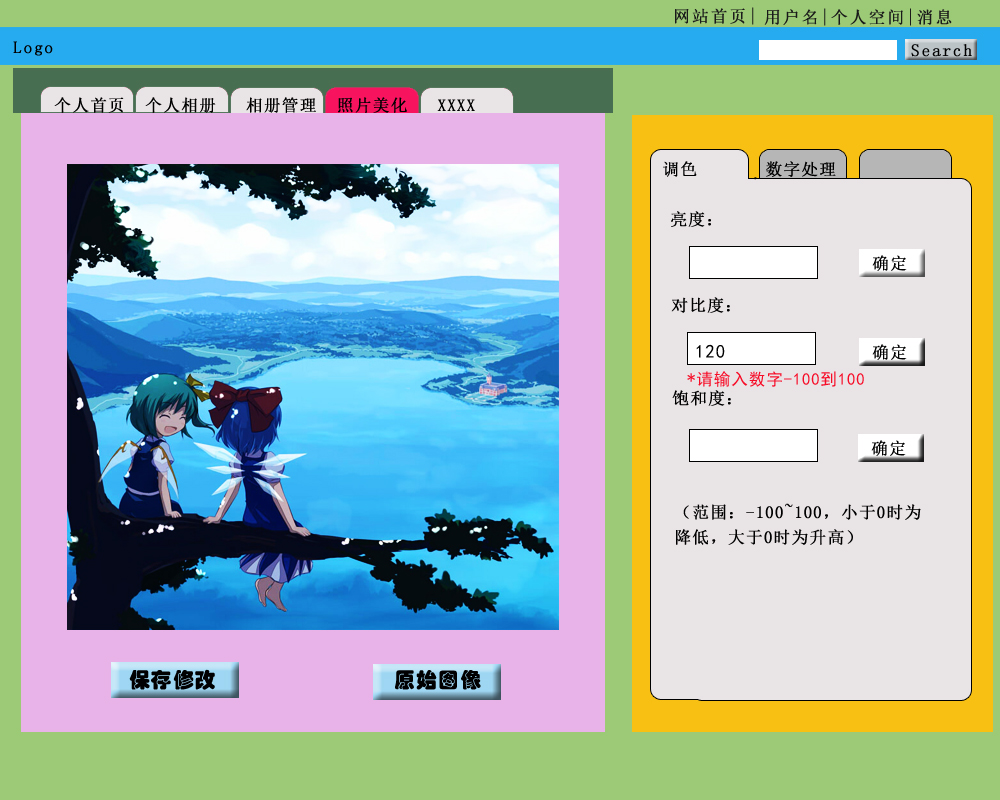 网站首页| 用户名|个人空间|消息
Logo
Search
个人首页 个人相册 相册管理 照片美化 XXXX
调色 数字处理
亮度：
确定
对比度：
120
确定
*请输入数字-100到100
饱和度：
确定
（范围：-100~100，小于0时为
降低，大于0时为升高）
保存修改 原始图像